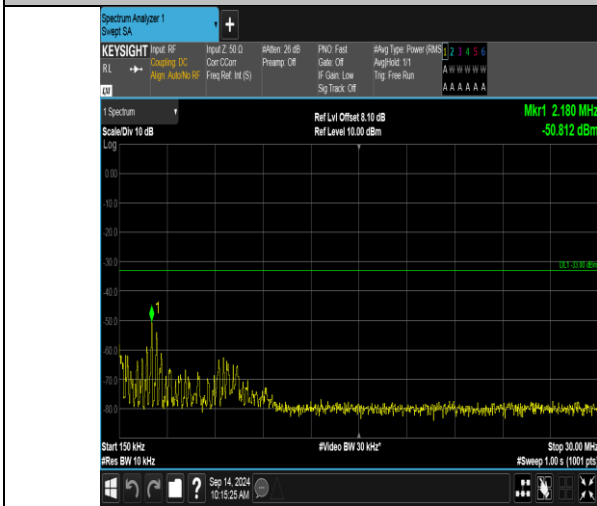 Spectrum Analyzer 1
Swept SA
+
KEYSIGHT
RL
Input: RF
Coupling: DC
Align: Auto/No RF
Input Z: 50 Ω
Corr CCorr
Freq Ref: Int (S)
#Atten: 26 dB
Preamp: Off
PNO: Fast
Gate: Off
IF Gain: Low
Sig Track: Off
#Avg Type: Power (RMS
Avg|Hold: 1/1
Trig: Free Run
1 2 3 4 5 6
A W W W W W
A A A A A A
1 Spectrum
Scale/Div 10 dB
Log
Ref Lvl Offset 8.10 dB
Ref Level 10.00 dBm
Mkr1 2.180 MHz
-50.812 dBm
0.00
-10.0
-20.0
-30.0
DL1 -33.00 dBm
-40.0
1
-50.0
-60.0
-70.0
-80.0
Start 150 kHz
#Res BW 10 kHz
#Video BW 30 kHz*
Stop 30.00 MHz
#Sweep 1.00 s (1001 pts)
?
Sep 14, 2024
10:15:25 AM